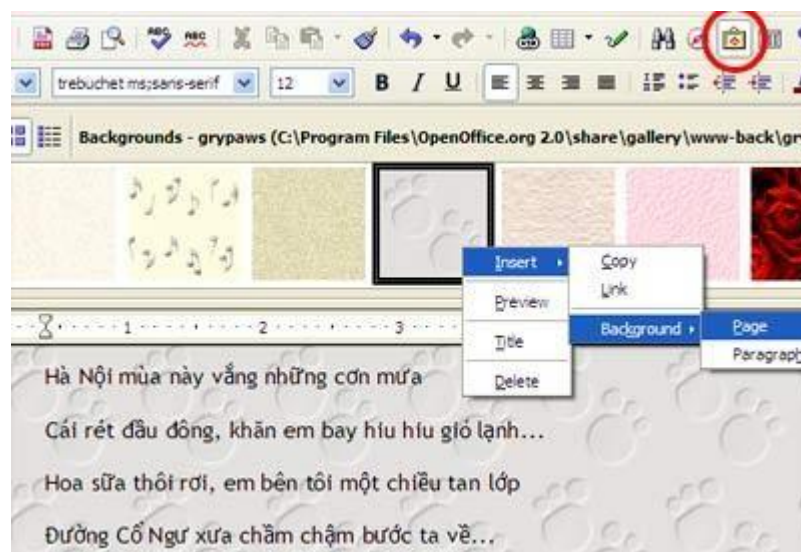 trebuchet ms;sans-serif 12 B I U
Backgrounds - grypaws (C:\Program Files\OpenOffice.org 2.0\share\gallery\www-back\gry
Insert
Preview
Title
Delete
Copy
Link
Background
Page
Paragraph
1 2 3
Hà Nội mùa này vắng những cơn mưa
Cái rét đầu đông, khăn em bay hiu hiu gió lạnh...
Hoa sữa thôi rơi, em bên tôi một chiều tan lớp
Đường Cổ Ngư xưa chầm chậm bước ta về...